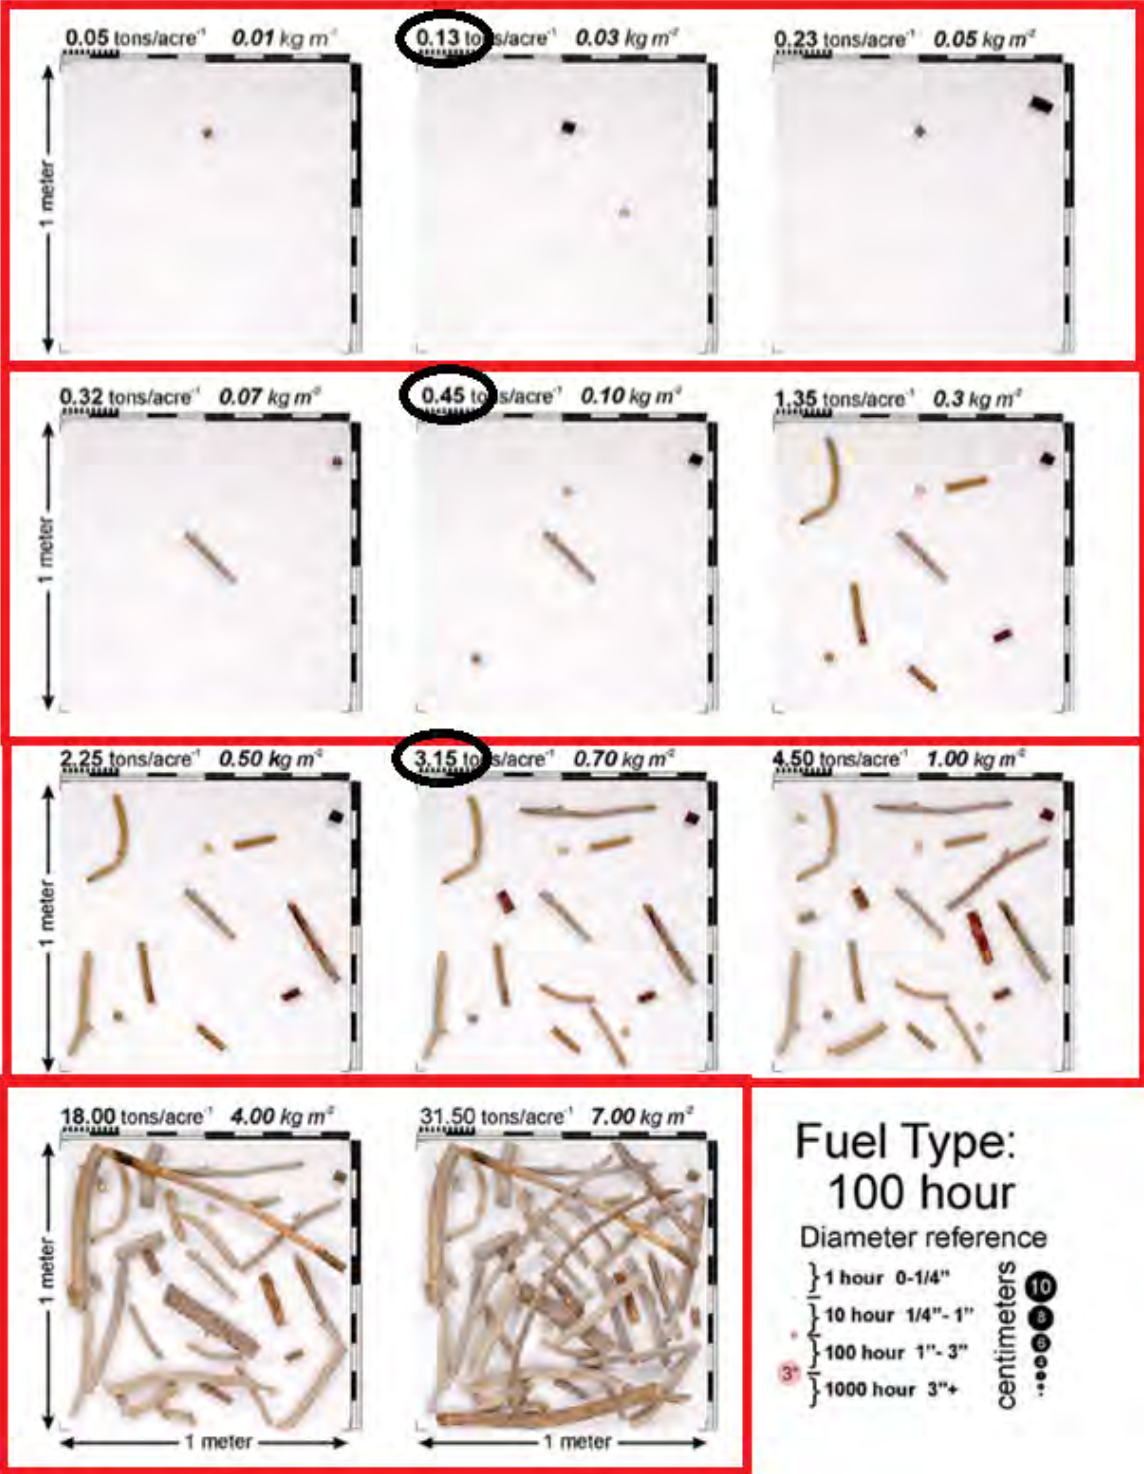 0.05 tons/acre⁻¹ 0.01 kg m⁻² 0.13 to s/acre⁻¹ 0.03 kg m⁻² 0.23 tons/acre⁻¹ 0.05 kg m⁻²
1 meter
0.32 tons/acre⁻¹ 0.07 kg m⁻² 0.45 to s/acre⁻¹ 0.10 kg m⁻² 1.35 tons/acre⁻¹ 0.3 kg m⁻²
1 meter
2.25 tons/acre⁻¹ 0.50 kg m⁻² 3.15 to s/acre⁻¹ 0.70 kg m⁻² 4.50 tons/acre⁻¹ 1.00 kg m⁻²
1 meter
18.00 tons/acre⁻¹ 4.00 kg m⁻² 31.50 tons/acre⁻¹ 7.00 kg m⁻²
1 meter
1 meter 1 meter
Fuel Type:
100 hour
Diameter reference
} 1 hour 0-1/4"
} 10 hour 1/4"- 1"
} 100 hour 1"- 3"
3"
} 1000 hour 3"+
centimeters
10
8
6
4